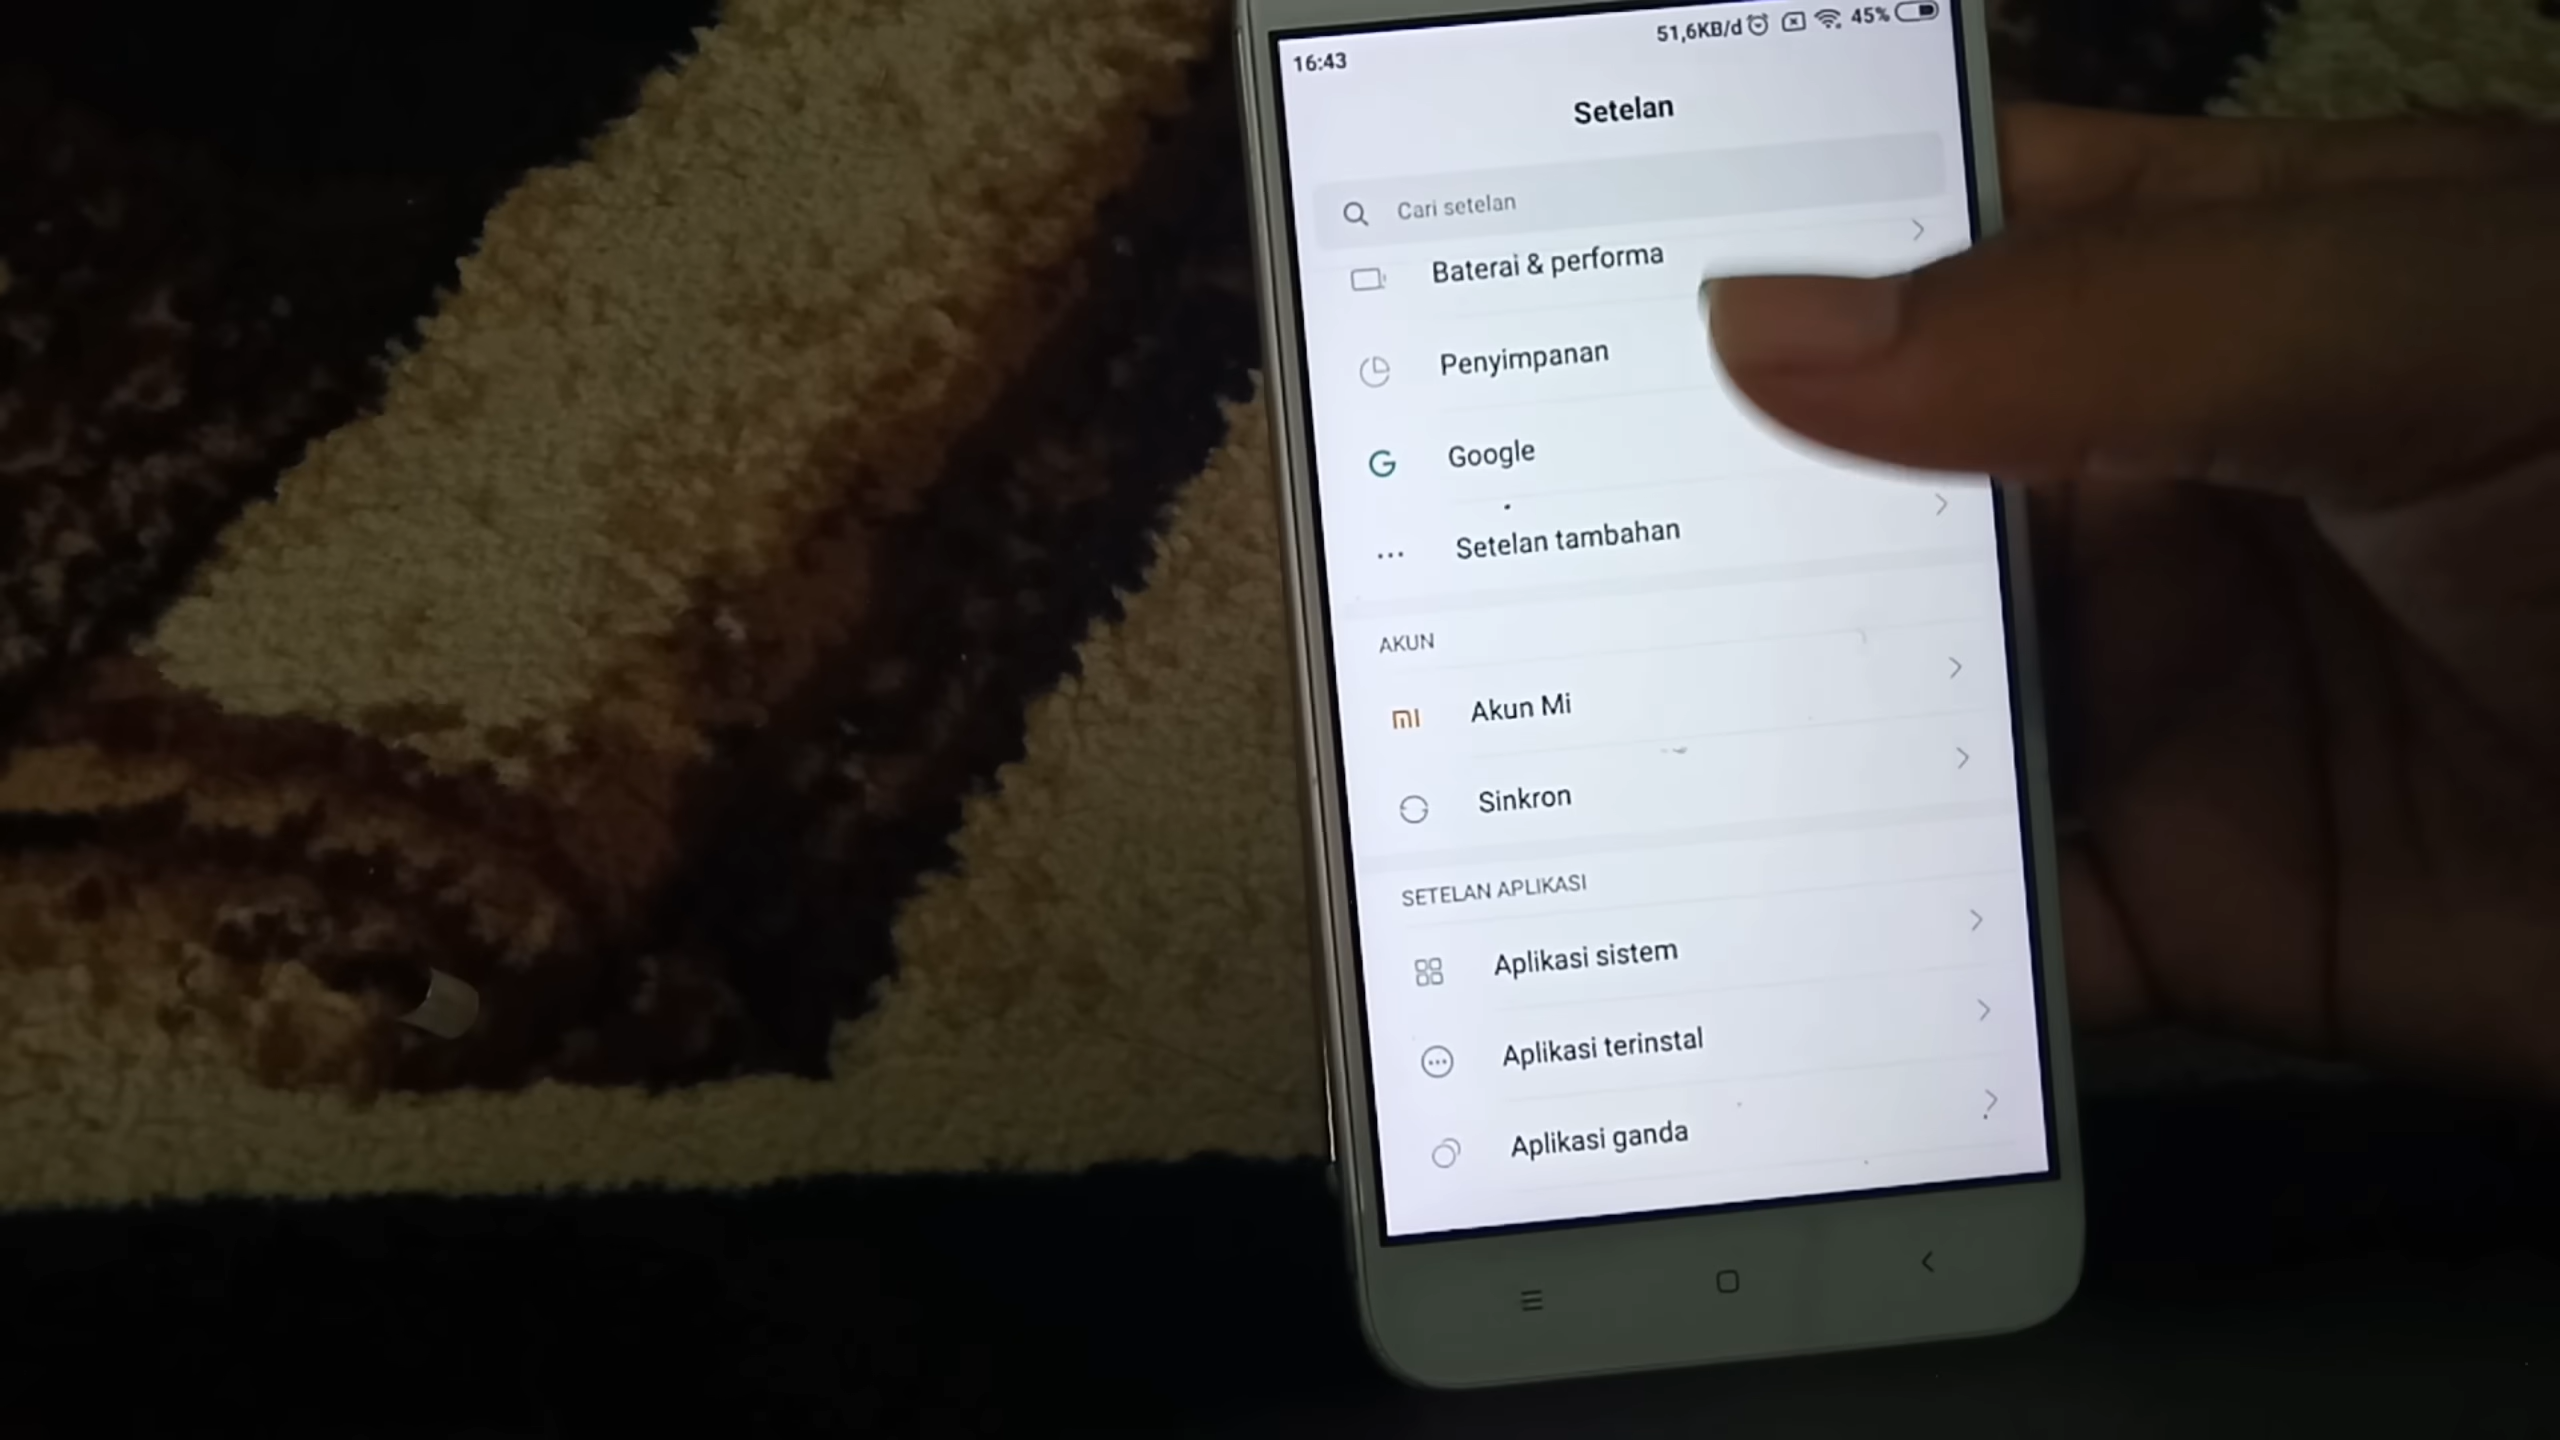 16:43 51,6KB/d 45%
Setelan
Cari setelan
Baterai & performa
Penyimpanan
Google
Setelan tambahan
AKUN
Akun Mi
Sinkron
SETELAN APLIKASI
Aplikasi sistem
Aplikasi terinstal
Aplikasi ganda